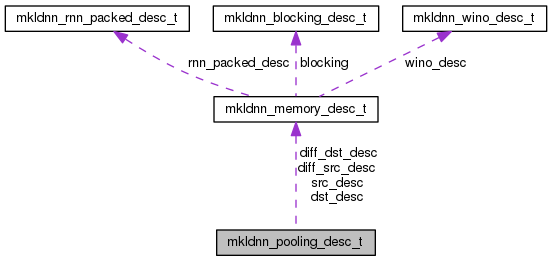 mkldnn_rnn_packed_desc_t mkldnn_blocking_desc_t mkldnn_wino_desc_t
rnn_packed_desc blocking wino_desc
mkldnn_memory_desc_t
diff_dst_desc
diff_src_desc
src_desc
dst_desc
mkldnn_pooling_desc_t